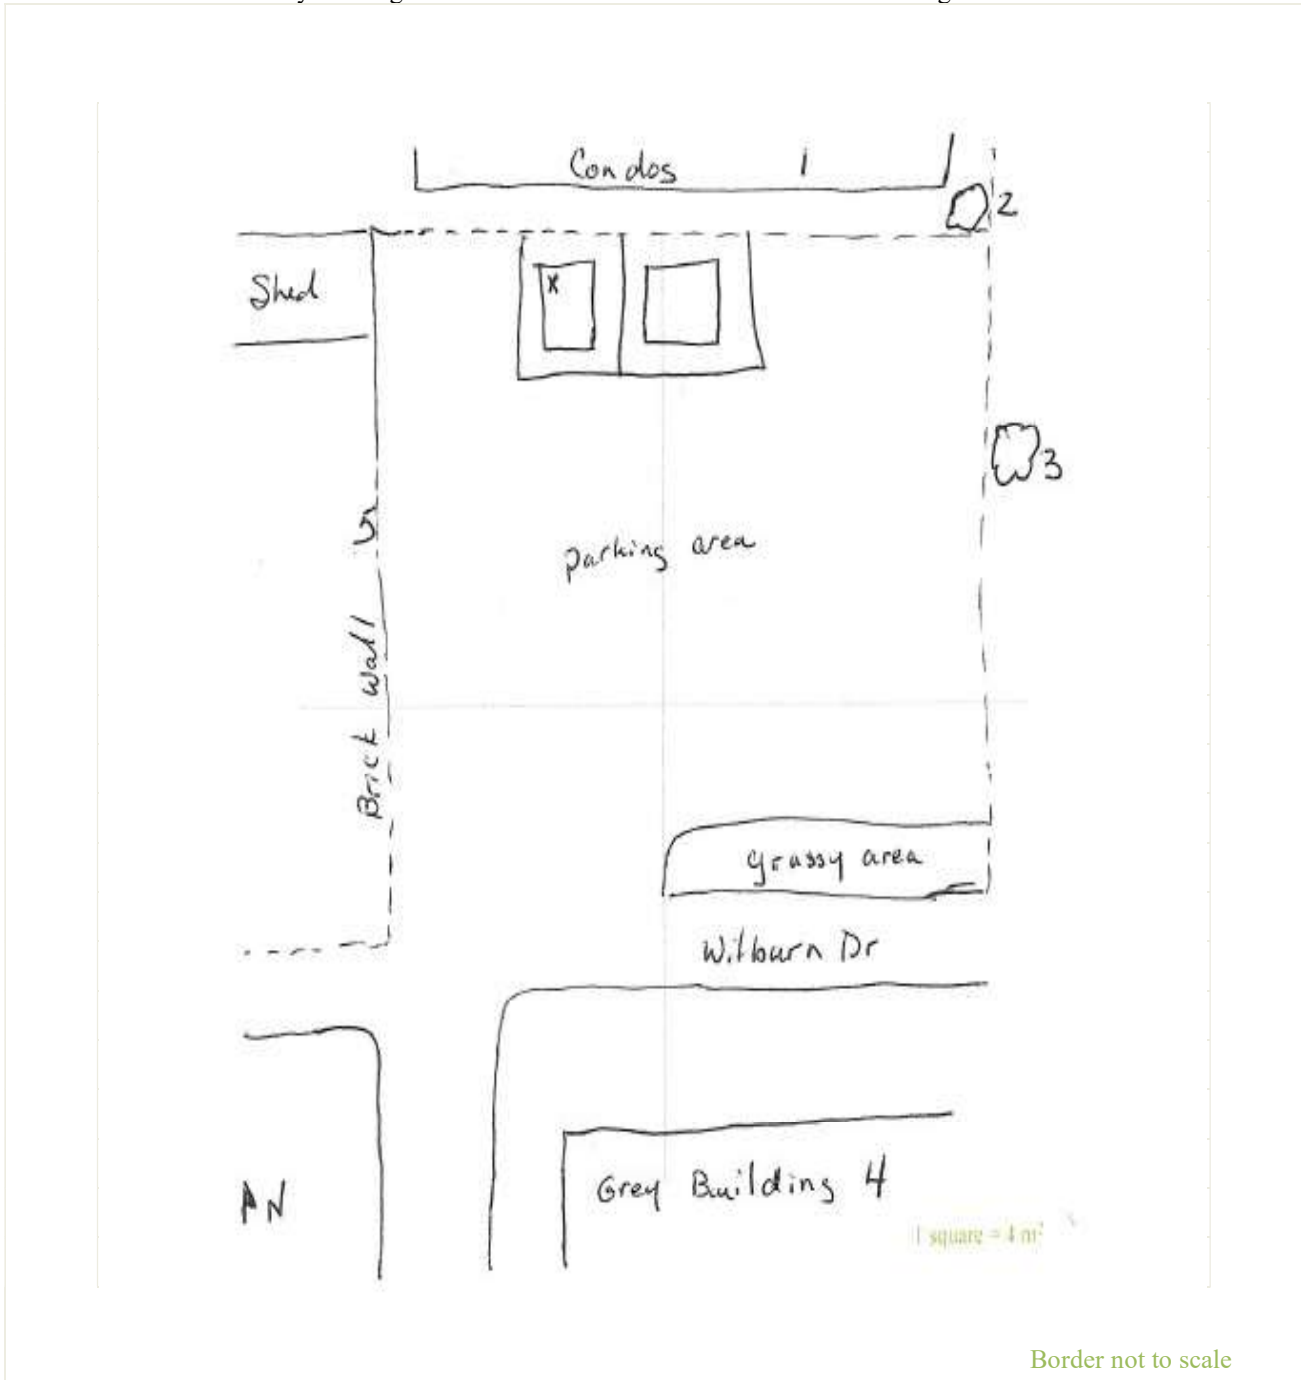 Condos 1
2
Shed
X
3
parking area
Brick Wall 5
grassy area
Wilburn Dr
Grey Building 4
N
1 square = 4 m²
Border not to scale